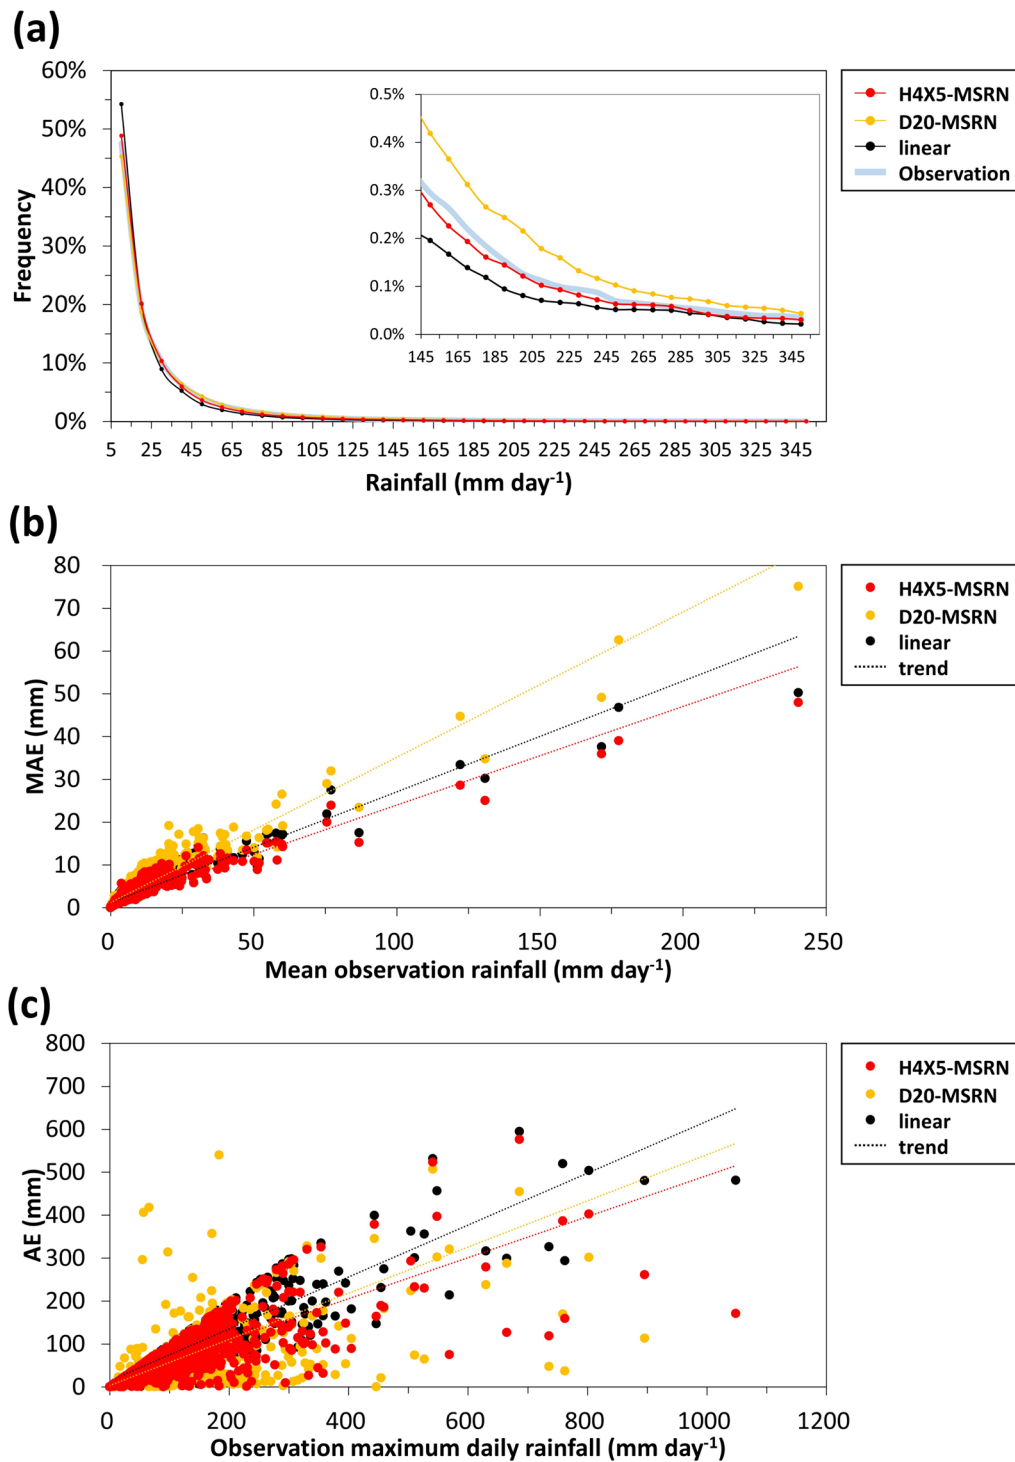 (a)
60%
50%
40%
30%
20%
10%
0%
Frequency
0.5%
0.4%
0.3%
0.2%
0.1%
0.0%
145 165 185 205 225 245 265 285 305 325 345
5 25 45 65 85 105 125 145 165 185 205 225 245 265 285 305 325 345
Rainfall (mm day-1)
H4X5-MSRN
D20-MSRN
linear
Observation
(b)
80
70
60
50
40
30
20
10
0
MAE (mm)
0 50 100 150 200 250
Mean observation rainfall (mm day-1)
H4X5-MSRN
D20-MSRN
linear
trend
(c)
800
700
600
500
400
300
200
100
0
AE (mm)
0 200 400 600 800 1000 1200
Observation maximum daily rainfall (mm day-1)
H4X5-MSRN
D20-MSRN
linear
trend